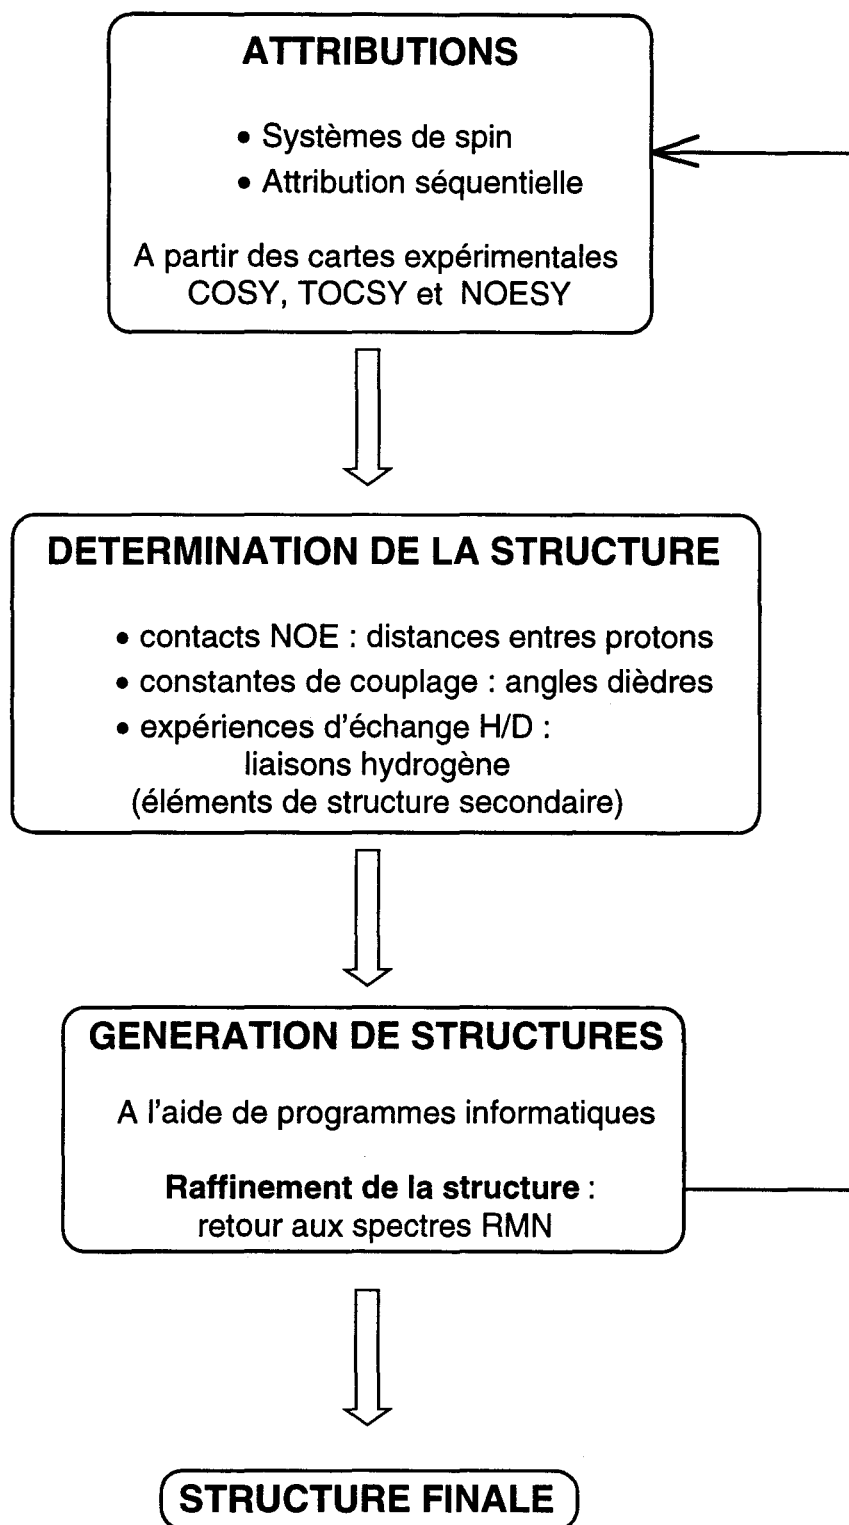 ATTRIBUTIONS
• Systèmes de spin
• Attribution séquentielle
A partir des cartes expérimentales
COSY, TOCSY et NOESY
DETERMINATION DE LA STRUCTURE
• contacts NOE : distances entres protons
• constantes de couplage : angles dièdres
• expériences d'échange H/D :
liaisons hydrogène
(éléments de structure secondaire)
GENERATION DE STRUCTURES
A l'aide de programmes informatiques
Raffinement de la structure :
retour aux spectres RMN
STRUCTURE FINALE